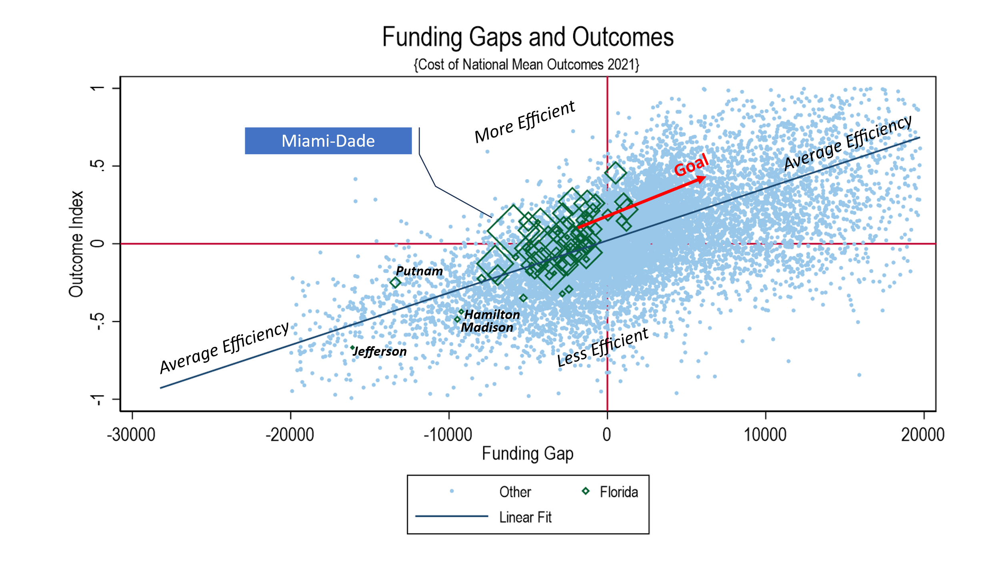 Funding Gaps and Outcomes
{Cost of National Mean Outcomes 2021}
1
.5
0
-.5
-1
Outcome Index
Miami-Dade
More Efficient
Goal
Average Efficiency
Putnam
Hamilton
Madison
Jefferson
Average Efficiency
Less Efficient
-30000 -20000 -10000 0 10000 20000
Funding Gap
Other Florida
Linear Fit